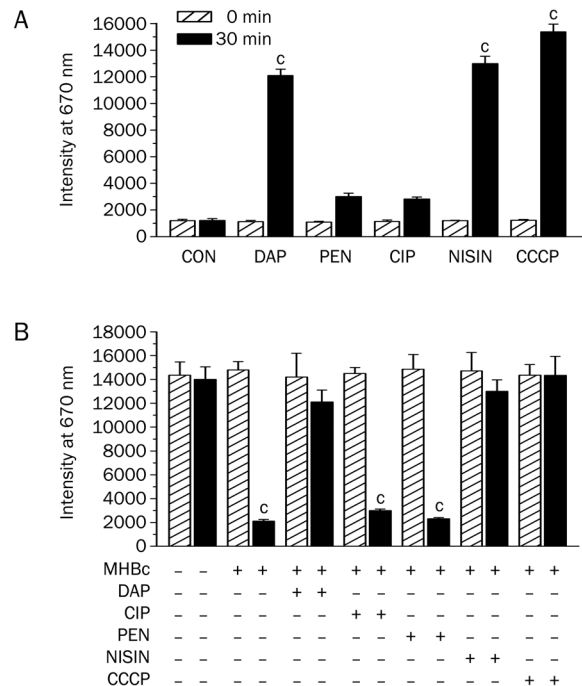 A
0 min
30 min
Intensity at 670 nm
16000
14000
12000
10000
8000
6000
4000
2000
0
c
c
c
CON DAP PEN CIP NISIN CCCP
B
Intensity at 670 nm
18000
16000
14000
12000
10000
8000
6000
4000
2000
0
c
c
c
MHBc – – + + + + + + + + + + + +
DAP – – – – + + – – – – – – – –
CIP – – – – – – + + – – – – – –
PEN – – – – – – – – + + – – – –
NISIN – – – – – – – – – – + + – –
CCCP – – – – – – – – – – – – + +